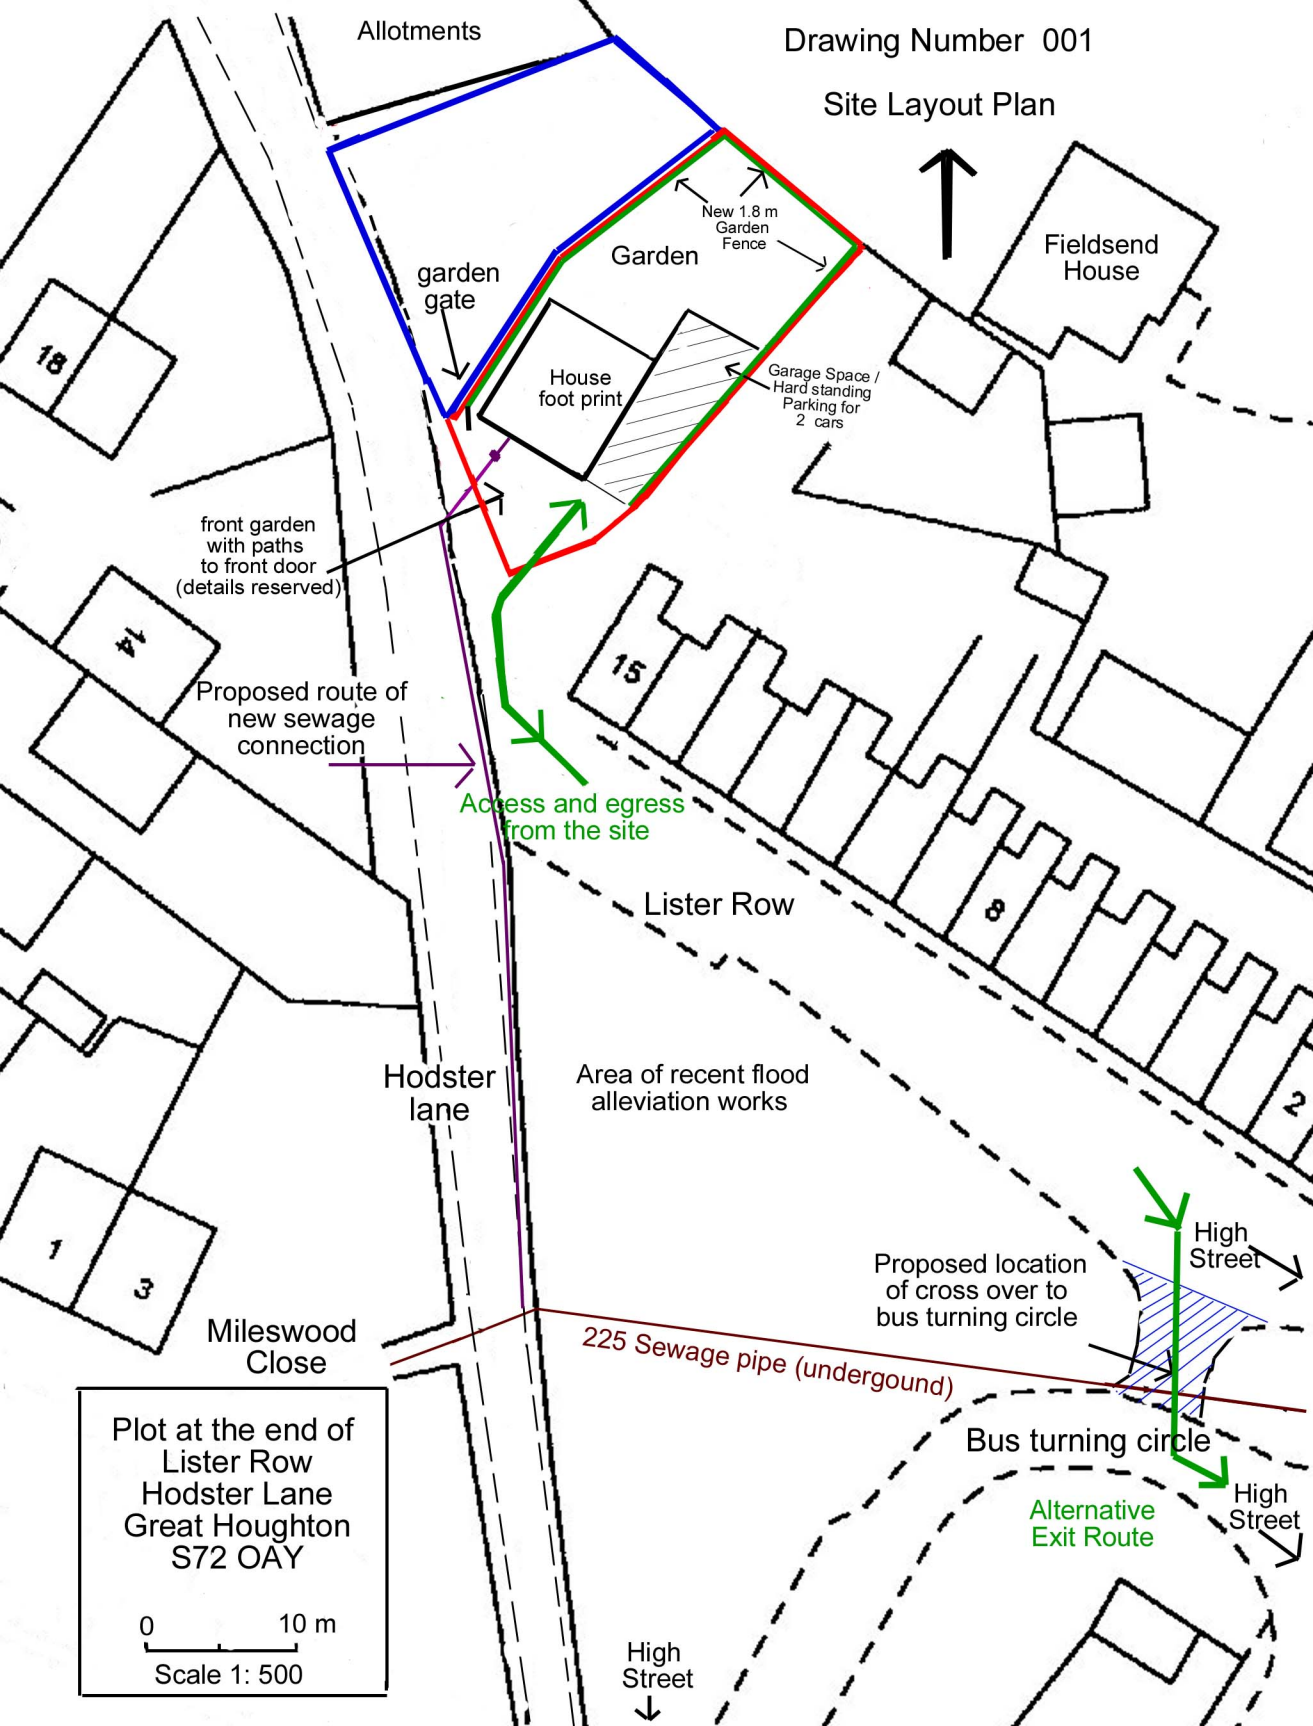 Allotments
Drawing Number 001
Site Layout Plan
New 1.8 m
Garden
Fence
Garden
Fieldsend
House
garden
gate
18
House
foot print
Garage Space /
Hard standing
Parking for
2 cars
front garden
with paths
to front door
(details reserved)
14
15
Proposed route of
new sewage
connection
Access and egress
from the site
Lister Row
8
Hodster
lane
Area of recent flood
alleviation works
2
1
3
High
Street
Proposed location
of cross over to
bus turning circle
Mileswood
Close
225 Sewage pipe (undergound)
Bus turning circle
High
Street
Alternative
Exit Route
Plot at the end of
Lister Row
Hodster Lane
Great Houghton
S72 OAY
0 10 m
Scale 1: 500
High
Street